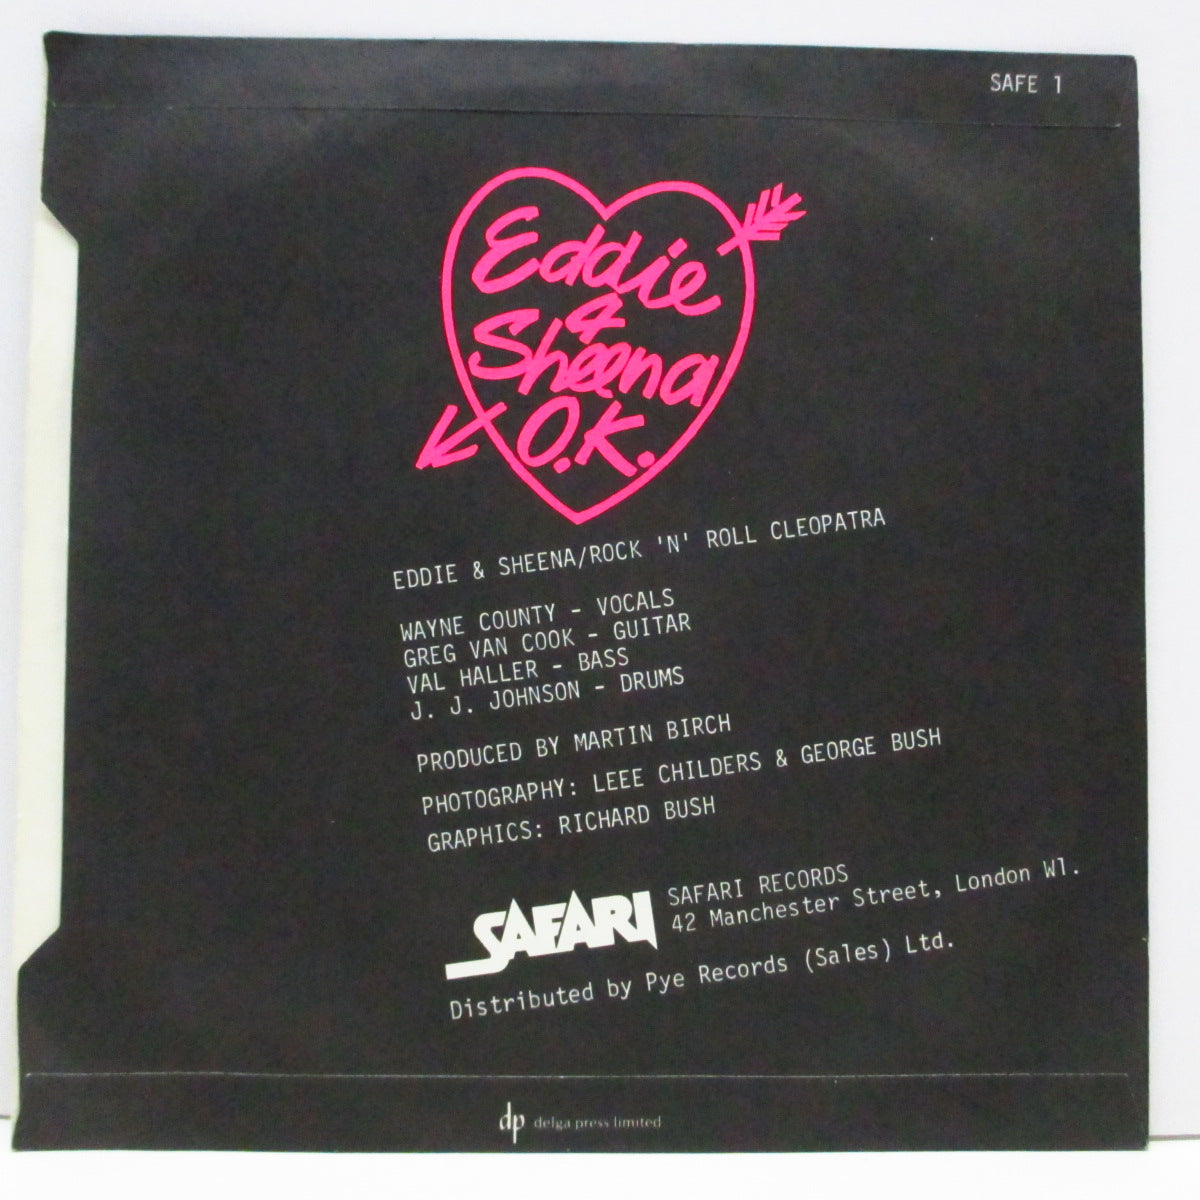 SAFE 1
Eddie
&
Sheena
O.K.
EDDIE & SHEENA/ROCK 'N' ROLL CLEOPATRA
WAYNE COUNTY - VOCALS
GREG VAN COOK - GUITAR
VAL HALLER - BASS
J. J. JOHNSON - DRUMS
PRODUCED BY MARTIN BIRCH
PHOTOGRAPHY: LEEE CHILDERS & GEORGE BUSH
GRAPHICS: RICHARD BUSH
SAFARI
SAFARI RECORDS
42 Manchester Street, London W1.
Distributed by Pye Records (Sales) Ltd.
dp delga press limited